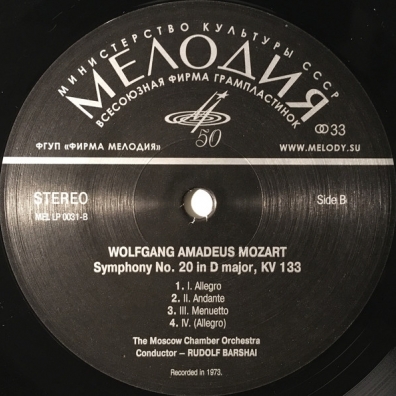 МИНИСТЕРСТВО КУЛЬТУРЫ СССР
МЕЛОДИЯ
ВСЕСОЮЗНАЯ ФИРМА ГРАМПЛАСТИНОК
50
33
ФГУП «ФИРМА МЕЛОДИЯ»
WWW.MELODY.SU
STEREO
Side B
MEL LP 0031-B
WOLFGANG AMADEUS MOZART
Symphony No. 20 in D major, KV 133
1. I. Allegro
2. II. Andante
3. III. Menuetto
4. IV. (Allegro)
The Moscow Chamber Orchestra
Conductor – RUDOLF BARSHAI
Recorded in 1973.